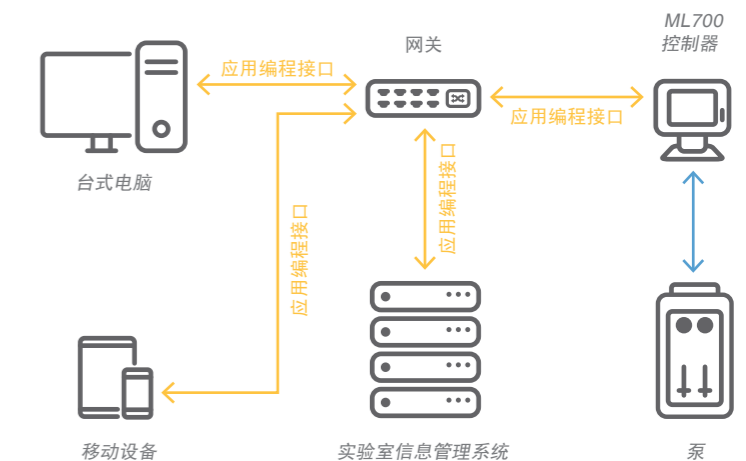 ML700
控制器
网关
应用编程接口
应用编程接口
台式电脑
应用编程接口
应用编程接口
移动设备
实验室信息管理系统
泵